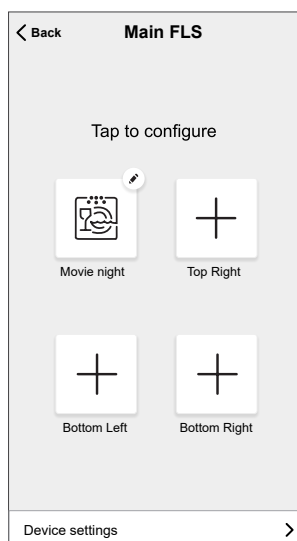 Back Main FLS
Tap to configure
Movie night Top Right
Bottom Left Bottom Right
Device settings